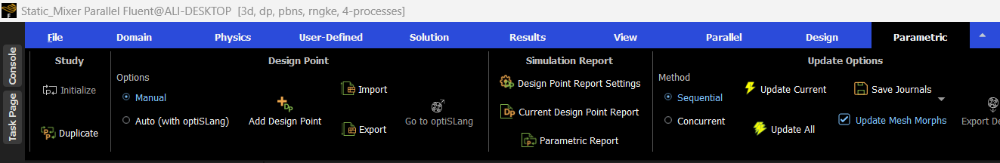 Static_Mixer Parallel Fluent@ALI-DESKTOP [3d, dp, pbns, rngke, 4-processes]
File Domain Physics User-Defined Solution Results View Parallel Design Parametric
Console
Task Page
Study
Initialize
Duplicate
Design Point
Options
Manual
Auto (with optiSLang)
Add Design Point
Import
Export
Go to optiSLang
Simulation Report
Design Point Report Settings
Current Design Point Report
Parametric Report
Update Options
Method
Sequential
Concurrent
Update Current
Update All
Save Journals
Update Mesh Morphs
Export De